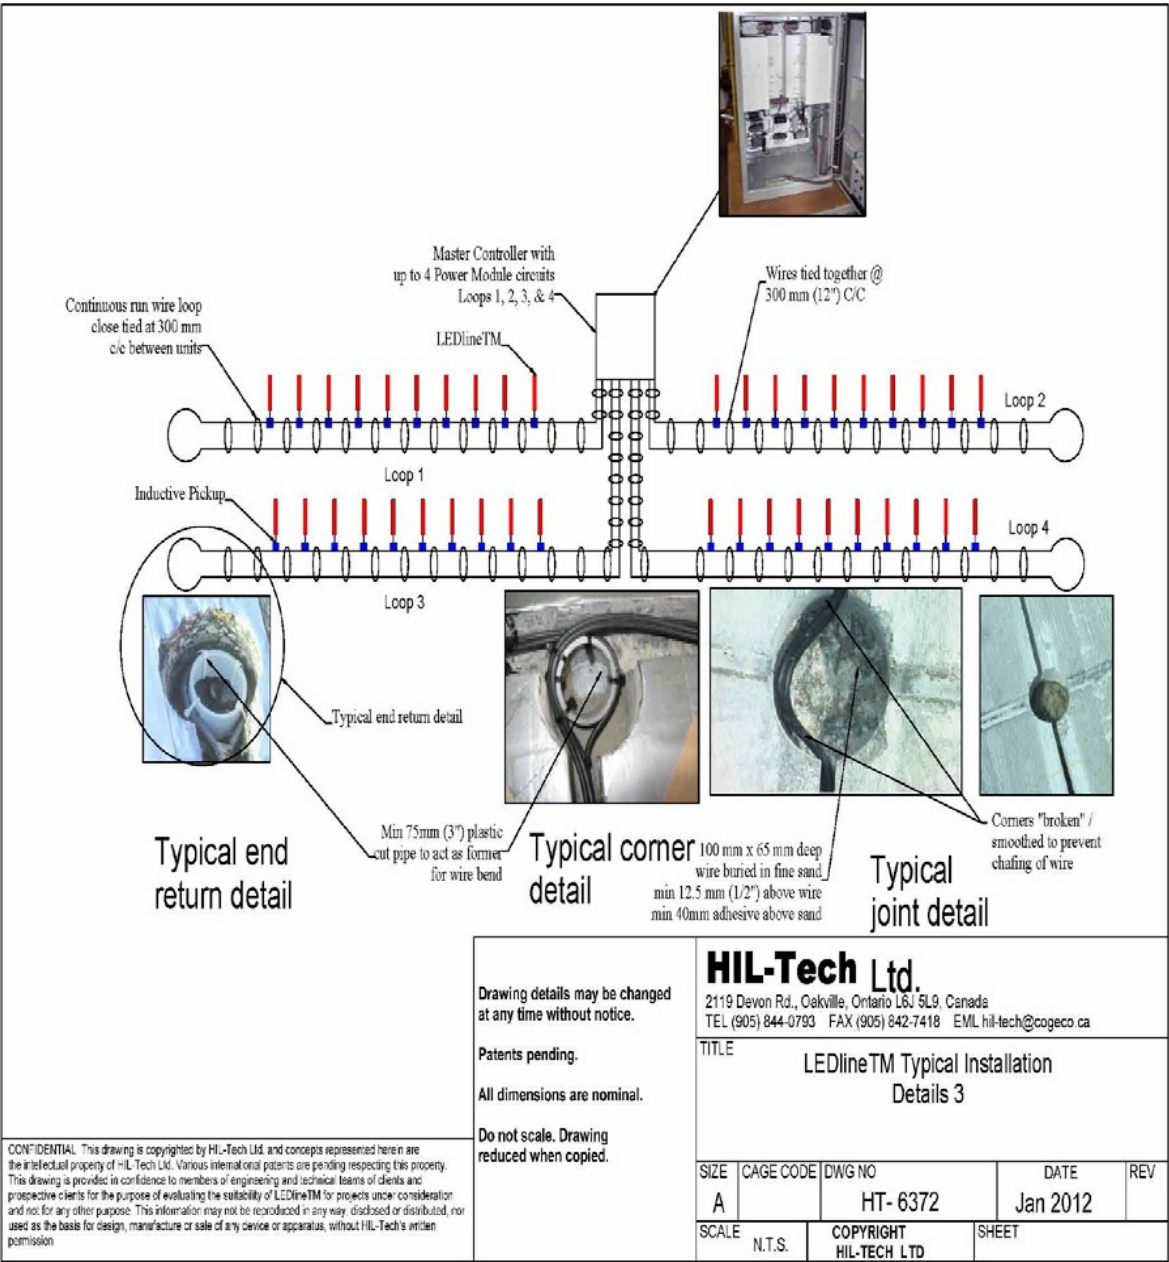 Master Controller with
up to 4 Power Module circuits
Loops 1, 2, 3, & 4
Wires tied together @
300 mm (12") C/C
Continuous run wire loop
close tied at 300 mm
c/c between units
LEDlineTM
Loop 2
Loop 1
Inductive Pickup
Loop 4
Loop 3
Typical end return detail
Min 75mm (3") plastic
cut pipe to act as former
for wire bend
Typical end
return detail
Typical corner
detail
100 mm x 65 mm deep
wire buried in fine sand
min 12.5 mm (1/2") above wire
min 40mm adhesive above sand
Typical
joint detail
Corners "broken" /
smoothed to prevent
chafing of wire
Drawing details may be changed
at any time without notice.
Patents pending.
All dimensions are nominal.
Do not scale. Drawing
reduced when copied.
HIL-Tech Ltd.
2119 Devon Rd., Oakville, Ontario L6J 5L9, Canada
TEL (905) 844-0793 FAX (905) 842-7418 EML hil-tech@cogeco.ca
TITLE
LEDlineTM Typical Installation
Details 3
SIZE CAGE CODE DWG NO DATE REV
A HT- 6372 Jan 2012
SCALE N.T.S. COPYRIGHT
HIL-TECH LTD
SHEET
CONFIDENTIAL This drawing is copyrighted by HIL-Tech Ltd. and concepts represented herein are
the intellectual property of HIL-Tech Ltd. Various international patents are pending respecting this property.
This drawing is provided in confidence to members of engineering and technical teams of clients and
prospective clients for the purpose of evaluating the suitability of LEDlineTM for projects under consideration
and not for any other purpose. This information may not be reproduced in any way, disclosed or distributed, nor
used as the basis for design, manufacture or sale of any device or apparatus, without HIL-Tech's written
permission